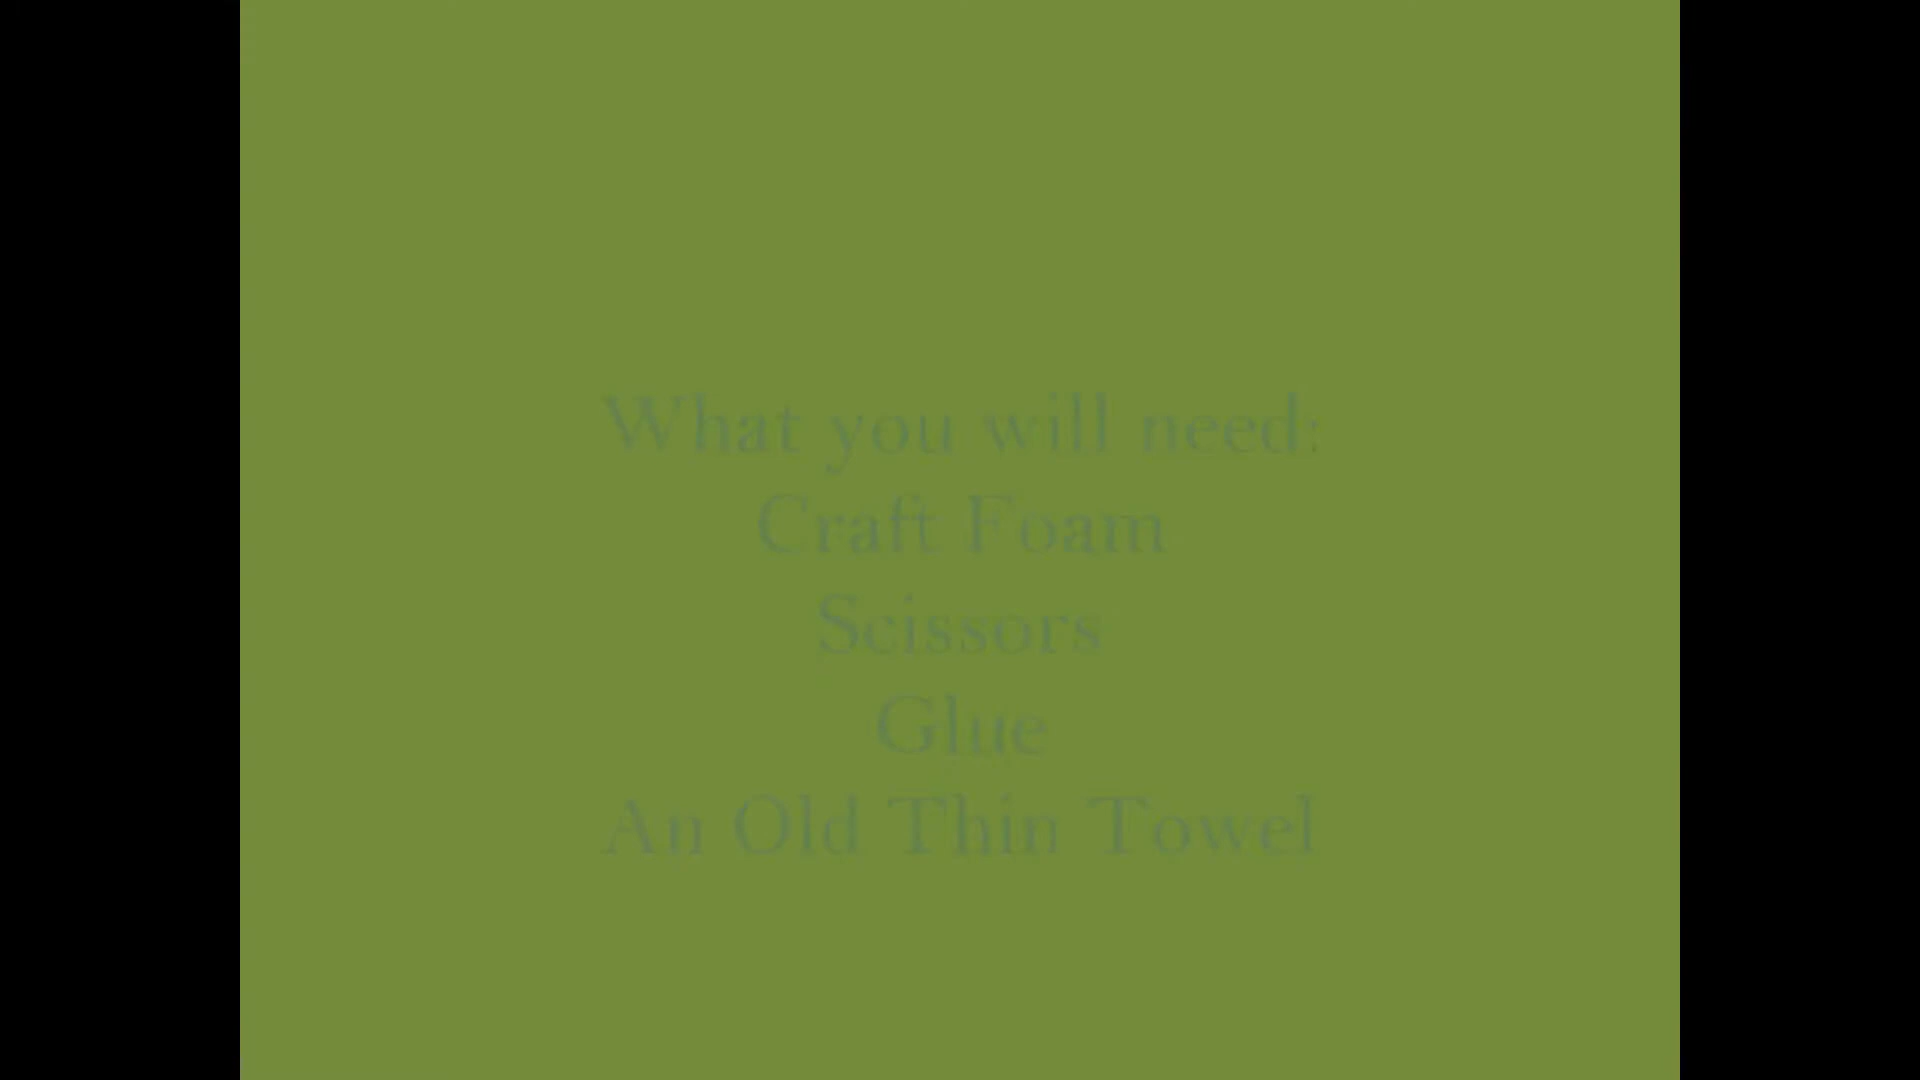 What you will need:
Craft Foam
Scissors
Glue
An Old Thin Towel